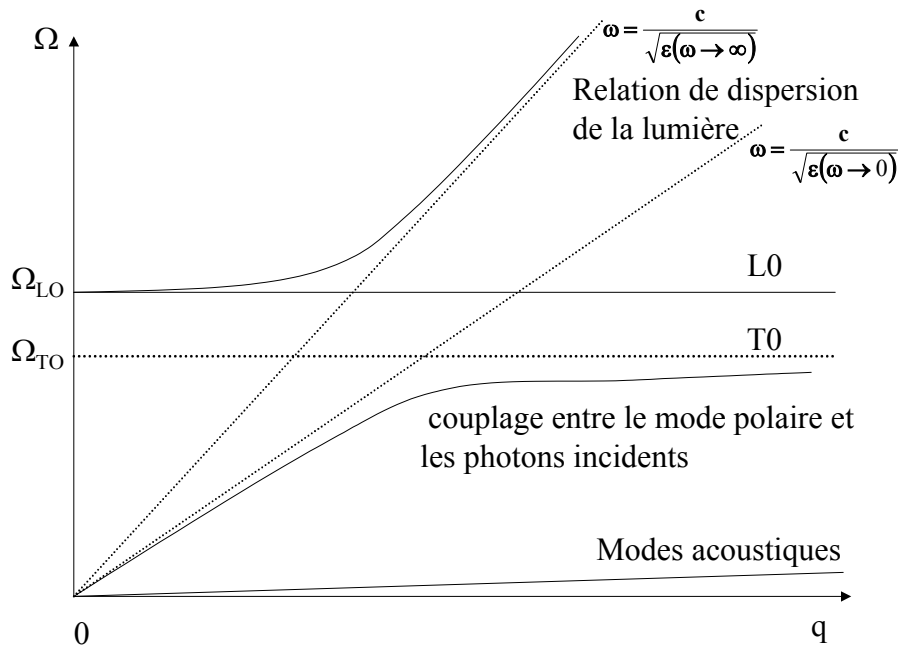 Ω
ω = c / √ε(ω → ∞)
Relation de dispersion
de la lumière
ω = c / √ε(ω → 0)
Ω_LO
L0
Ω_TO
T0
couplage entre le mode polaire et
les photons incidents
Modes acoustiques
0
q